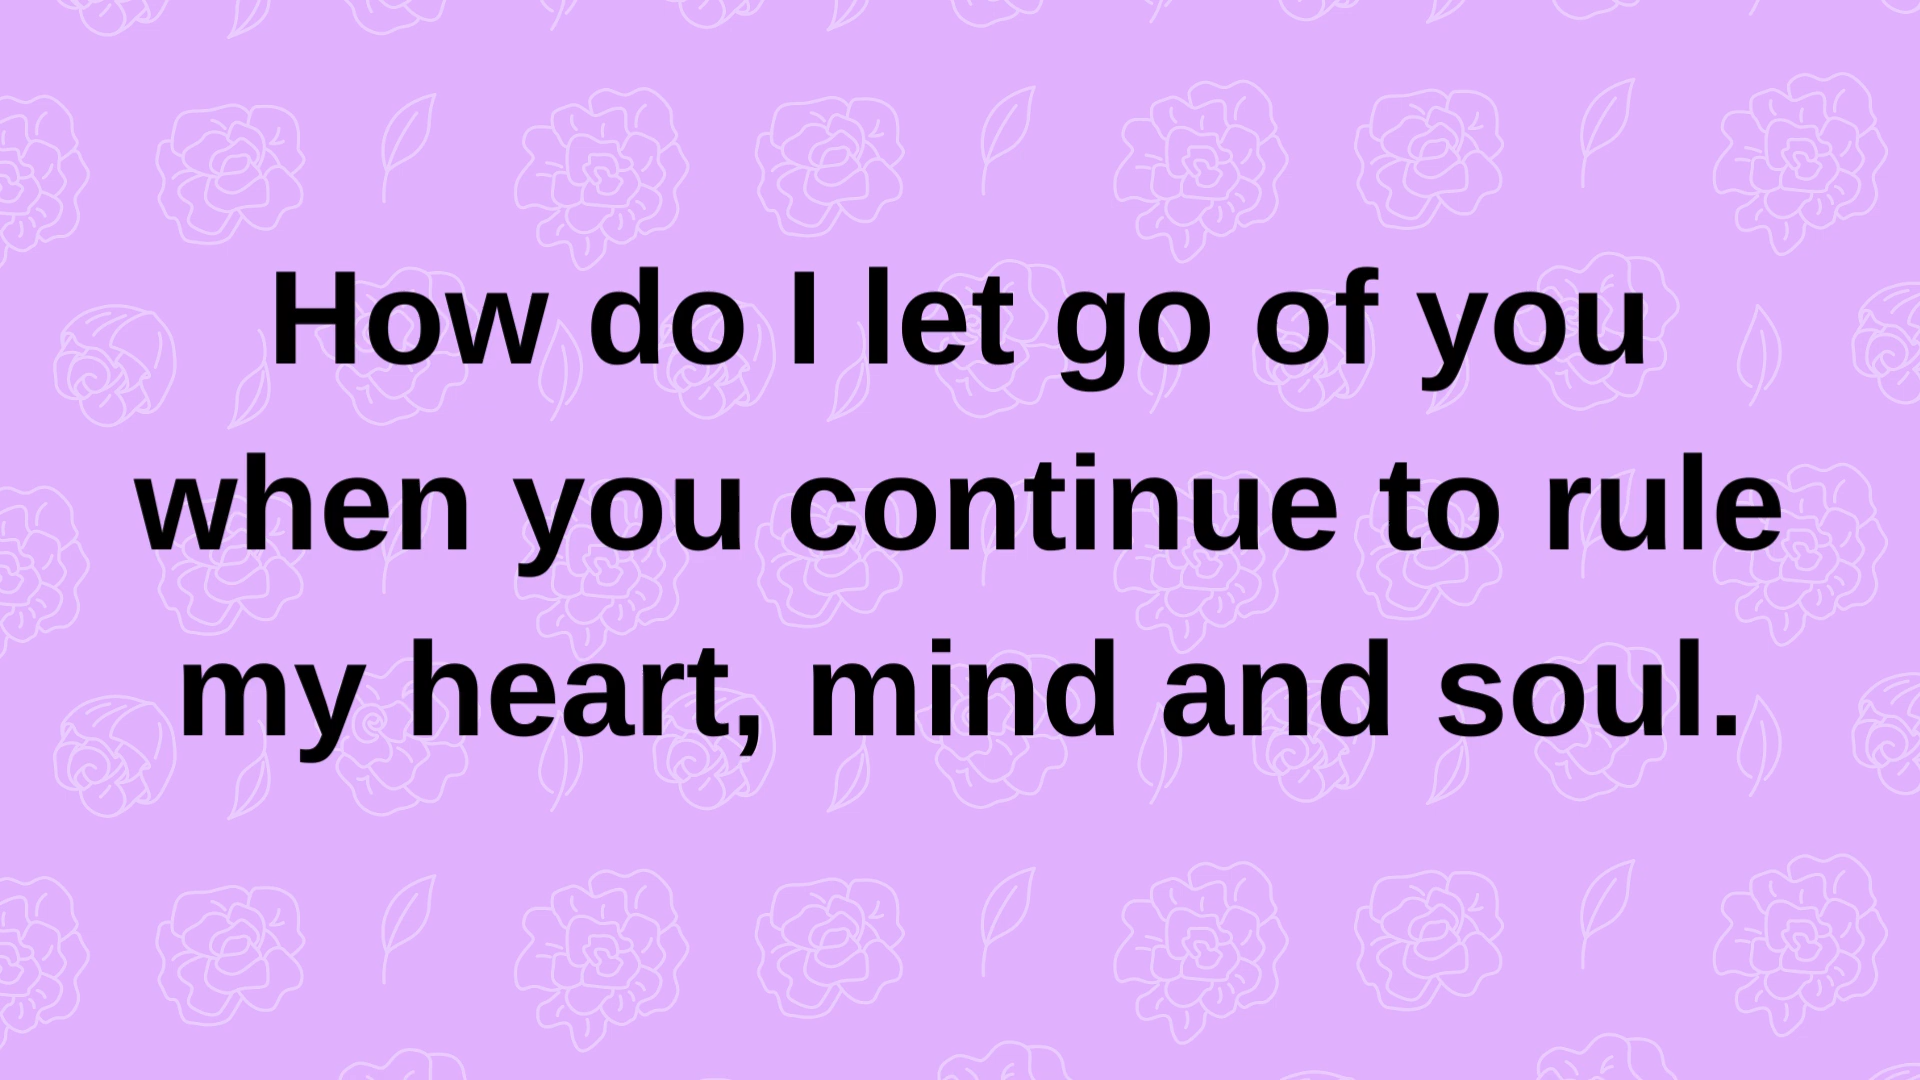 How do I let go of you
when you continue to rule
my heart, mind and soul.